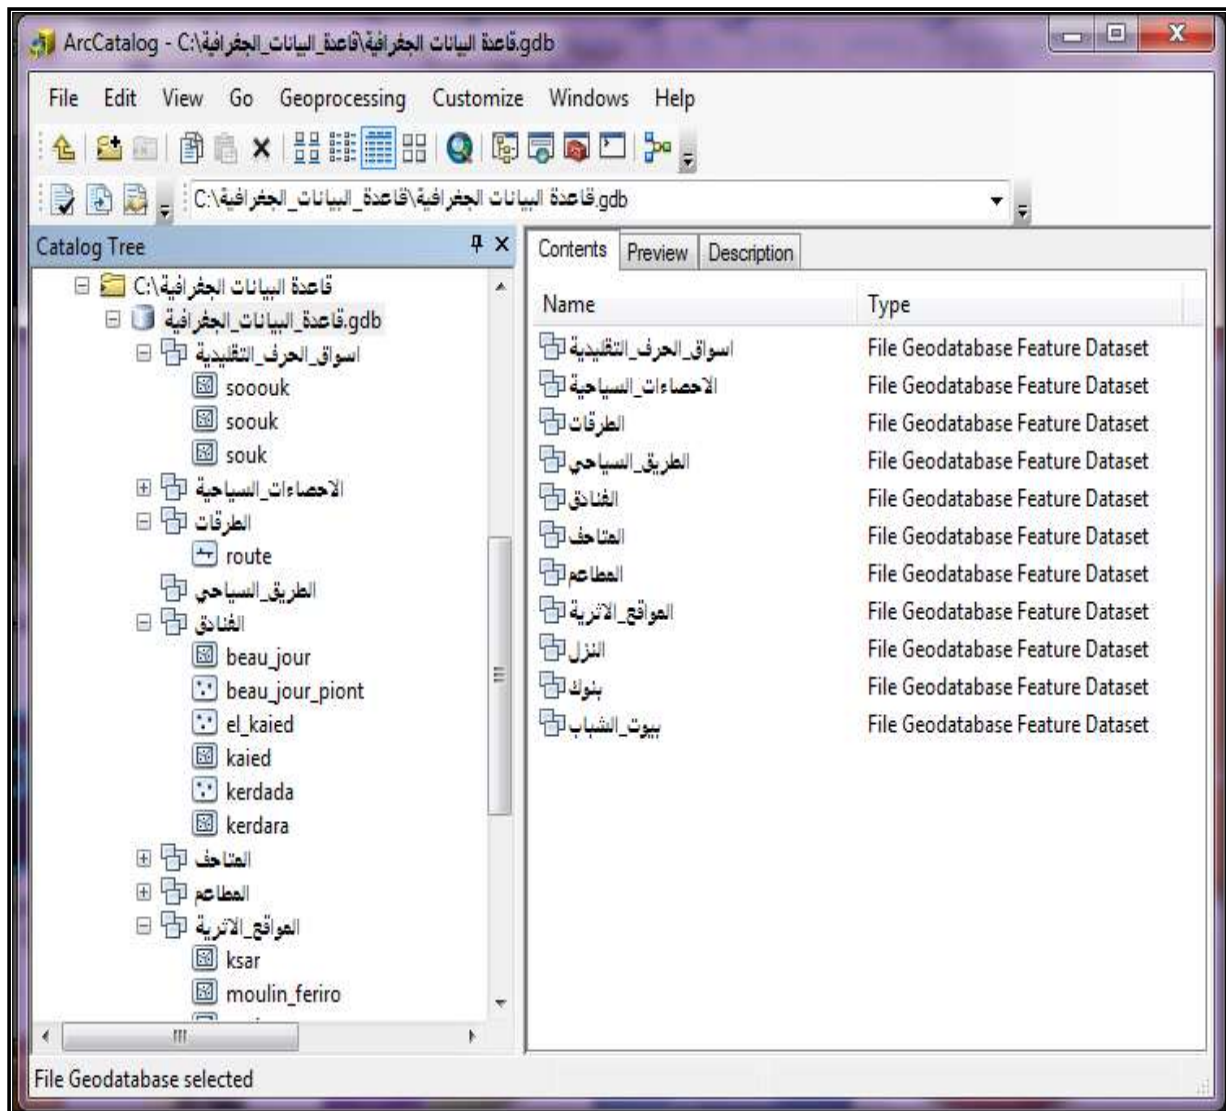 ArcCatalog - C:\قاعدة البيانات الجغرافية\قاعدة_البيانات_الجغرافية.gdb
File Edit View Go Geoprocessing Customize Windows Help
C:\قاعدة البيانات الجغرافية\قاعدة_البيانات_الجغرافية.gdb
Catalog Tree
C:\قاعدة البيانات الجغرافية
قاعدة_البيانات_الجغرافية.gdb
اسواق_الحرف_التقليدية
sooouk
soouk
souk
الاحصاءات_السياحية
الطرقات
route
الطريق_السياحي
الفنادق
beau_jour
beau_jour_piont
el_kaied
kaied
kerdada
kerdara
المتاحف
المطاعم
المواقع_الاثرية
ksar
moulin_feriro
Contents Preview Description
Name Type
اسواق_الحرف_التقليدية File Geodatabase Feature Dataset
الاحصاءات_السياحية File Geodatabase Feature Dataset
الطرقات File Geodatabase Feature Dataset
الطريق_السياحي File Geodatabase Feature Dataset
الفنادق File Geodatabase Feature Dataset
المتاحف File Geodatabase Feature Dataset
المطاعم File Geodatabase Feature Dataset
المواقع_الاثرية File Geodatabase Feature Dataset
النزل File Geodatabase Feature Dataset
بنوك File Geodatabase Feature Dataset
بيوت_الشباب File Geodatabase Feature Dataset
File Geodatabase selected